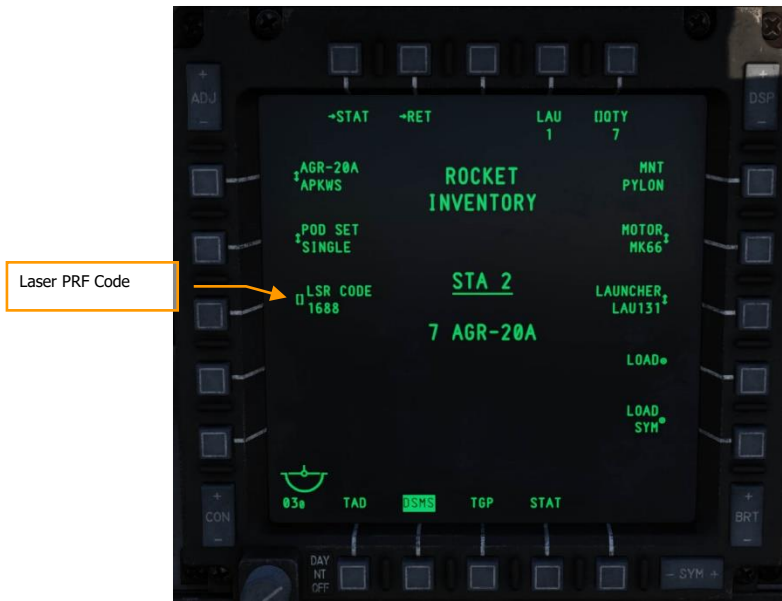 ADJ
DSP
→STAT →RET LAU []QTY
1 7
↕AGR-20A
APKWS
ROCKET
INVENTORY
MNT
PYLON
↕POD SET
SINGLE
MOTOR↕
MK66
Laser PRF Code
[]LSR CODE
1688
STA 2
LAUNCHER↕
LAU131
7 AGR-20A
LOAD
LOAD
SYM
030 TAD DSMS TGP STAT
CON
BRT
DAY
NT
OFF
- SYM +